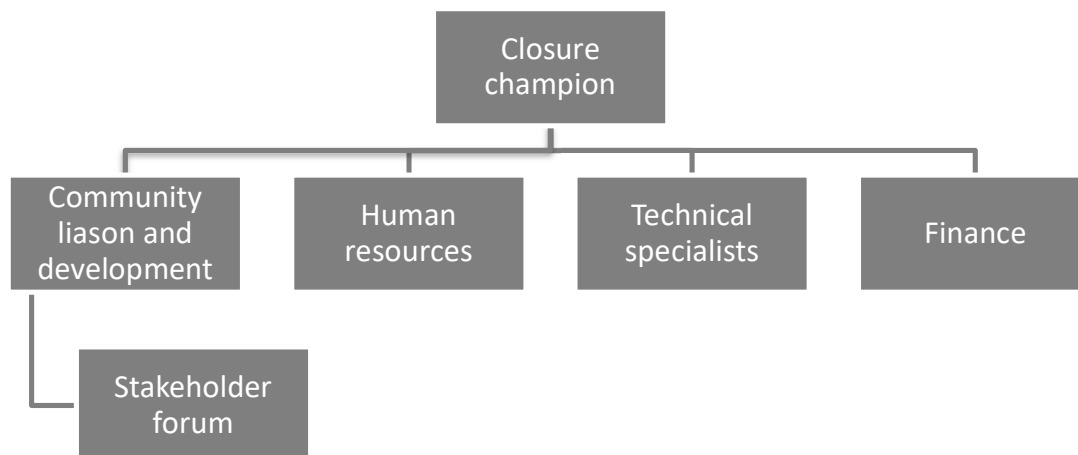 Closure
champion
Community
liason and
development
Human
resources
Technical
specialists
Finance
Stakeholder
forum